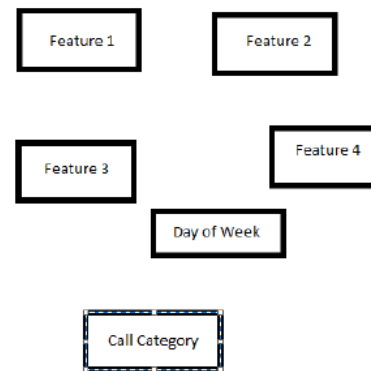 Feature 1
Feature 2
Feature 3
Feature 4
Day of Week
Call Category